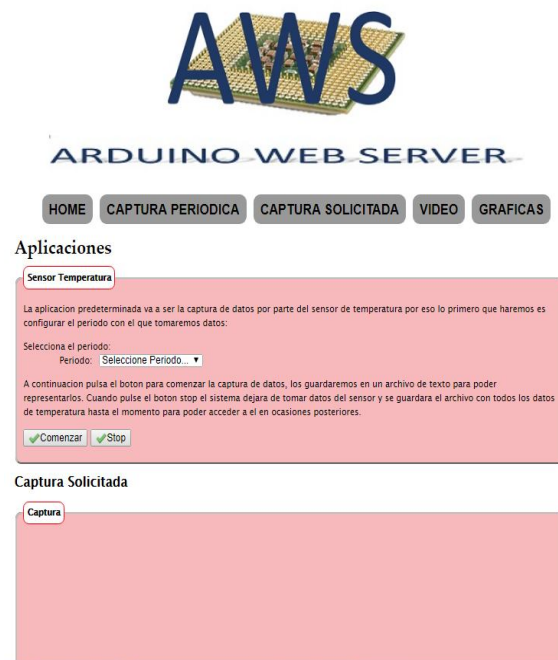 AWS
ARDUINO WEB SERVER
HOME CAPTURA PERIODICA CAPTURA SOLICITADA VIDEO GRAFICAS
Aplicaciones
Sensor Temperatura
La aplicacion predeterminada va a ser la captura de datos por parte del sensor de temperatura por eso lo primero que haremos es
configurar el periodo con el que tomaremos datos:
Selecciona el periodo:
Periodo: Seleccione Periodo...
A continuacion pulsa el boton para comenzar la captura de datos, los guardaremos en un archivo de texto para poder
representarlos. Cuando pulse el boton stop el sistema dejara de tomar datos del sensor y se guardara el archivo con todos los datos
de temperatura hasta el momento para poder acceder a el en ocasiones posteriores.
Comenzar Stop
Captura Solicitada
Captura